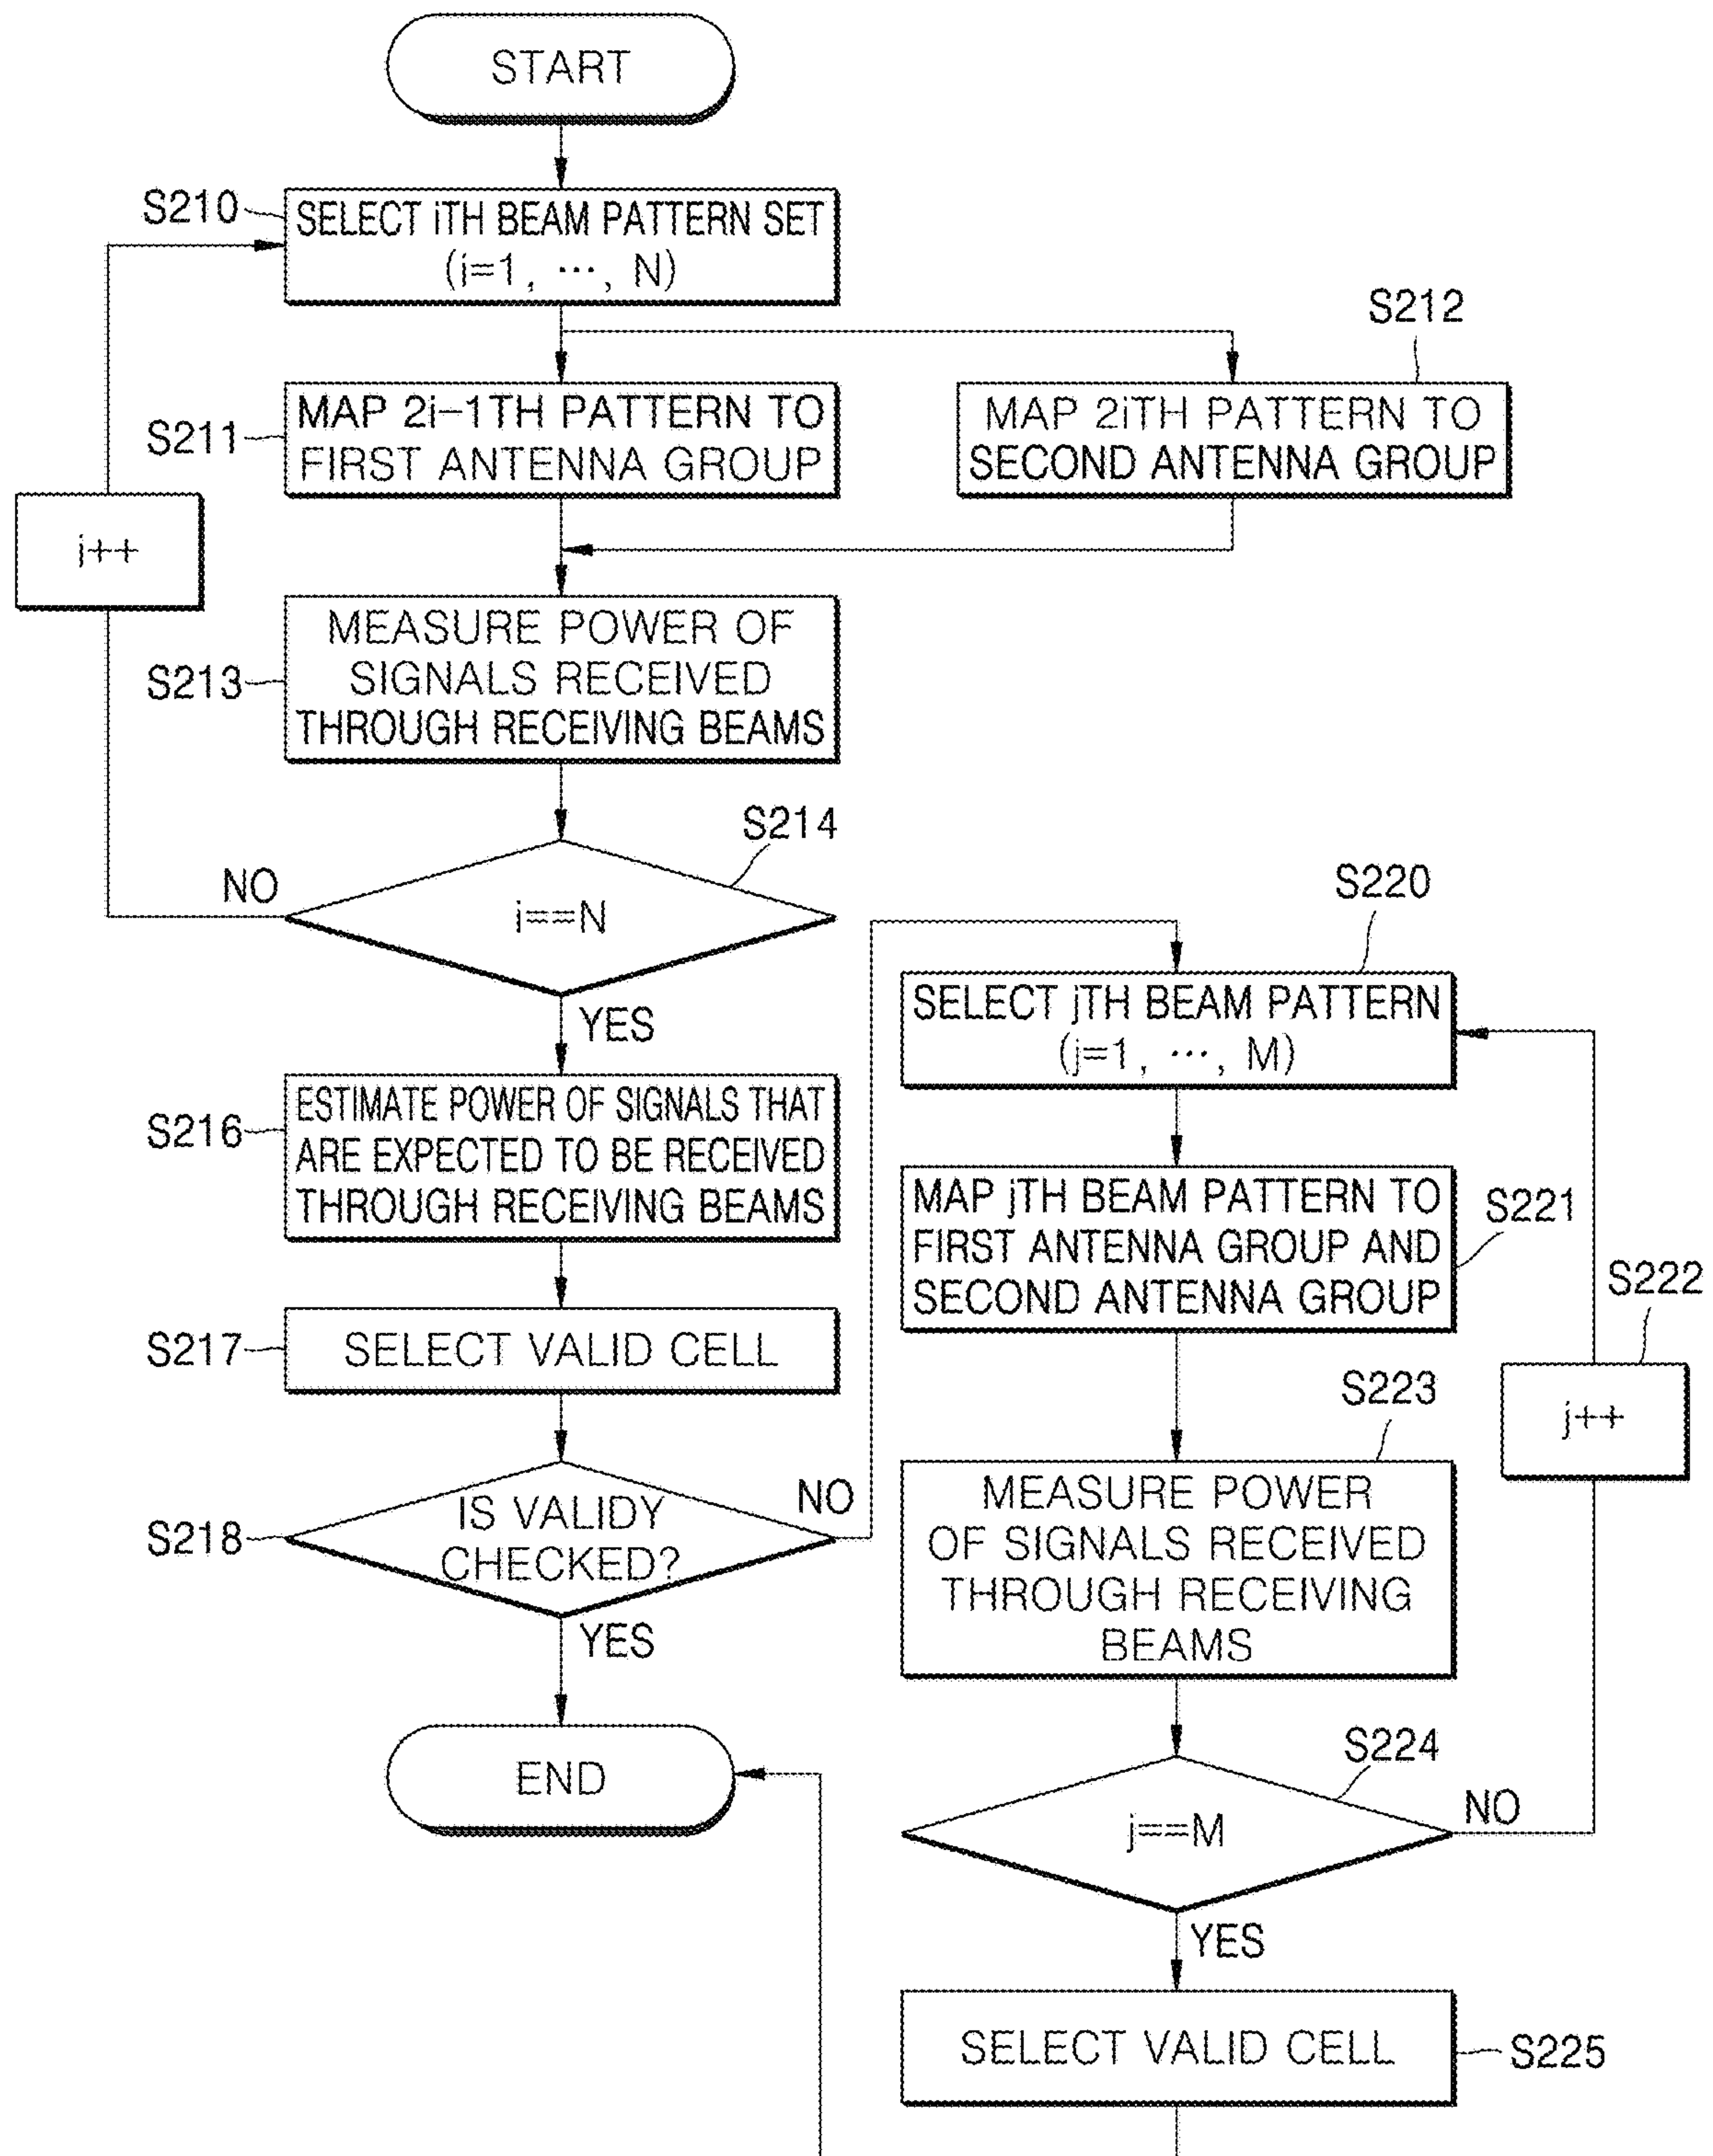 START
S210
SELECT iTH BEAM PATTERN SET
(i=1, ···, N)
S212
S211
MAP 2i-1TH PATTERN TO
FIRST ANTENNA GROUP
MAP 2iTH PATTERN TO
SECOND ANTENNA GROUP
i++
S213
MEASURE POWER OF
SIGNALS RECEIVED
THROUGH RECEIVING BEAMS
S214
NO
i==N
YES
S216
ESTIMATE POWER OF SIGNALS THAT
ARE EXPECTED TO BE RECEIVED
THROUGH RECEIVING BEAMS
S217
SELECT VALID CELL
S218
IS VALIDY
CHECKED?
NO
YES
END
S220
SELECT jTH BEAM PATTERN
(j=1, ···, M)
S221
MAP jTH BEAM PATTERN TO
FIRST ANTENNA GROUP AND
SECOND ANTENNA GROUP
S222
j++
S223
MEASURE POWER
OF SIGNALS RECEIVED
THROUGH RECEIVING
BEAMS
S224
j==M
NO
YES
SELECT VALID CELL
S225